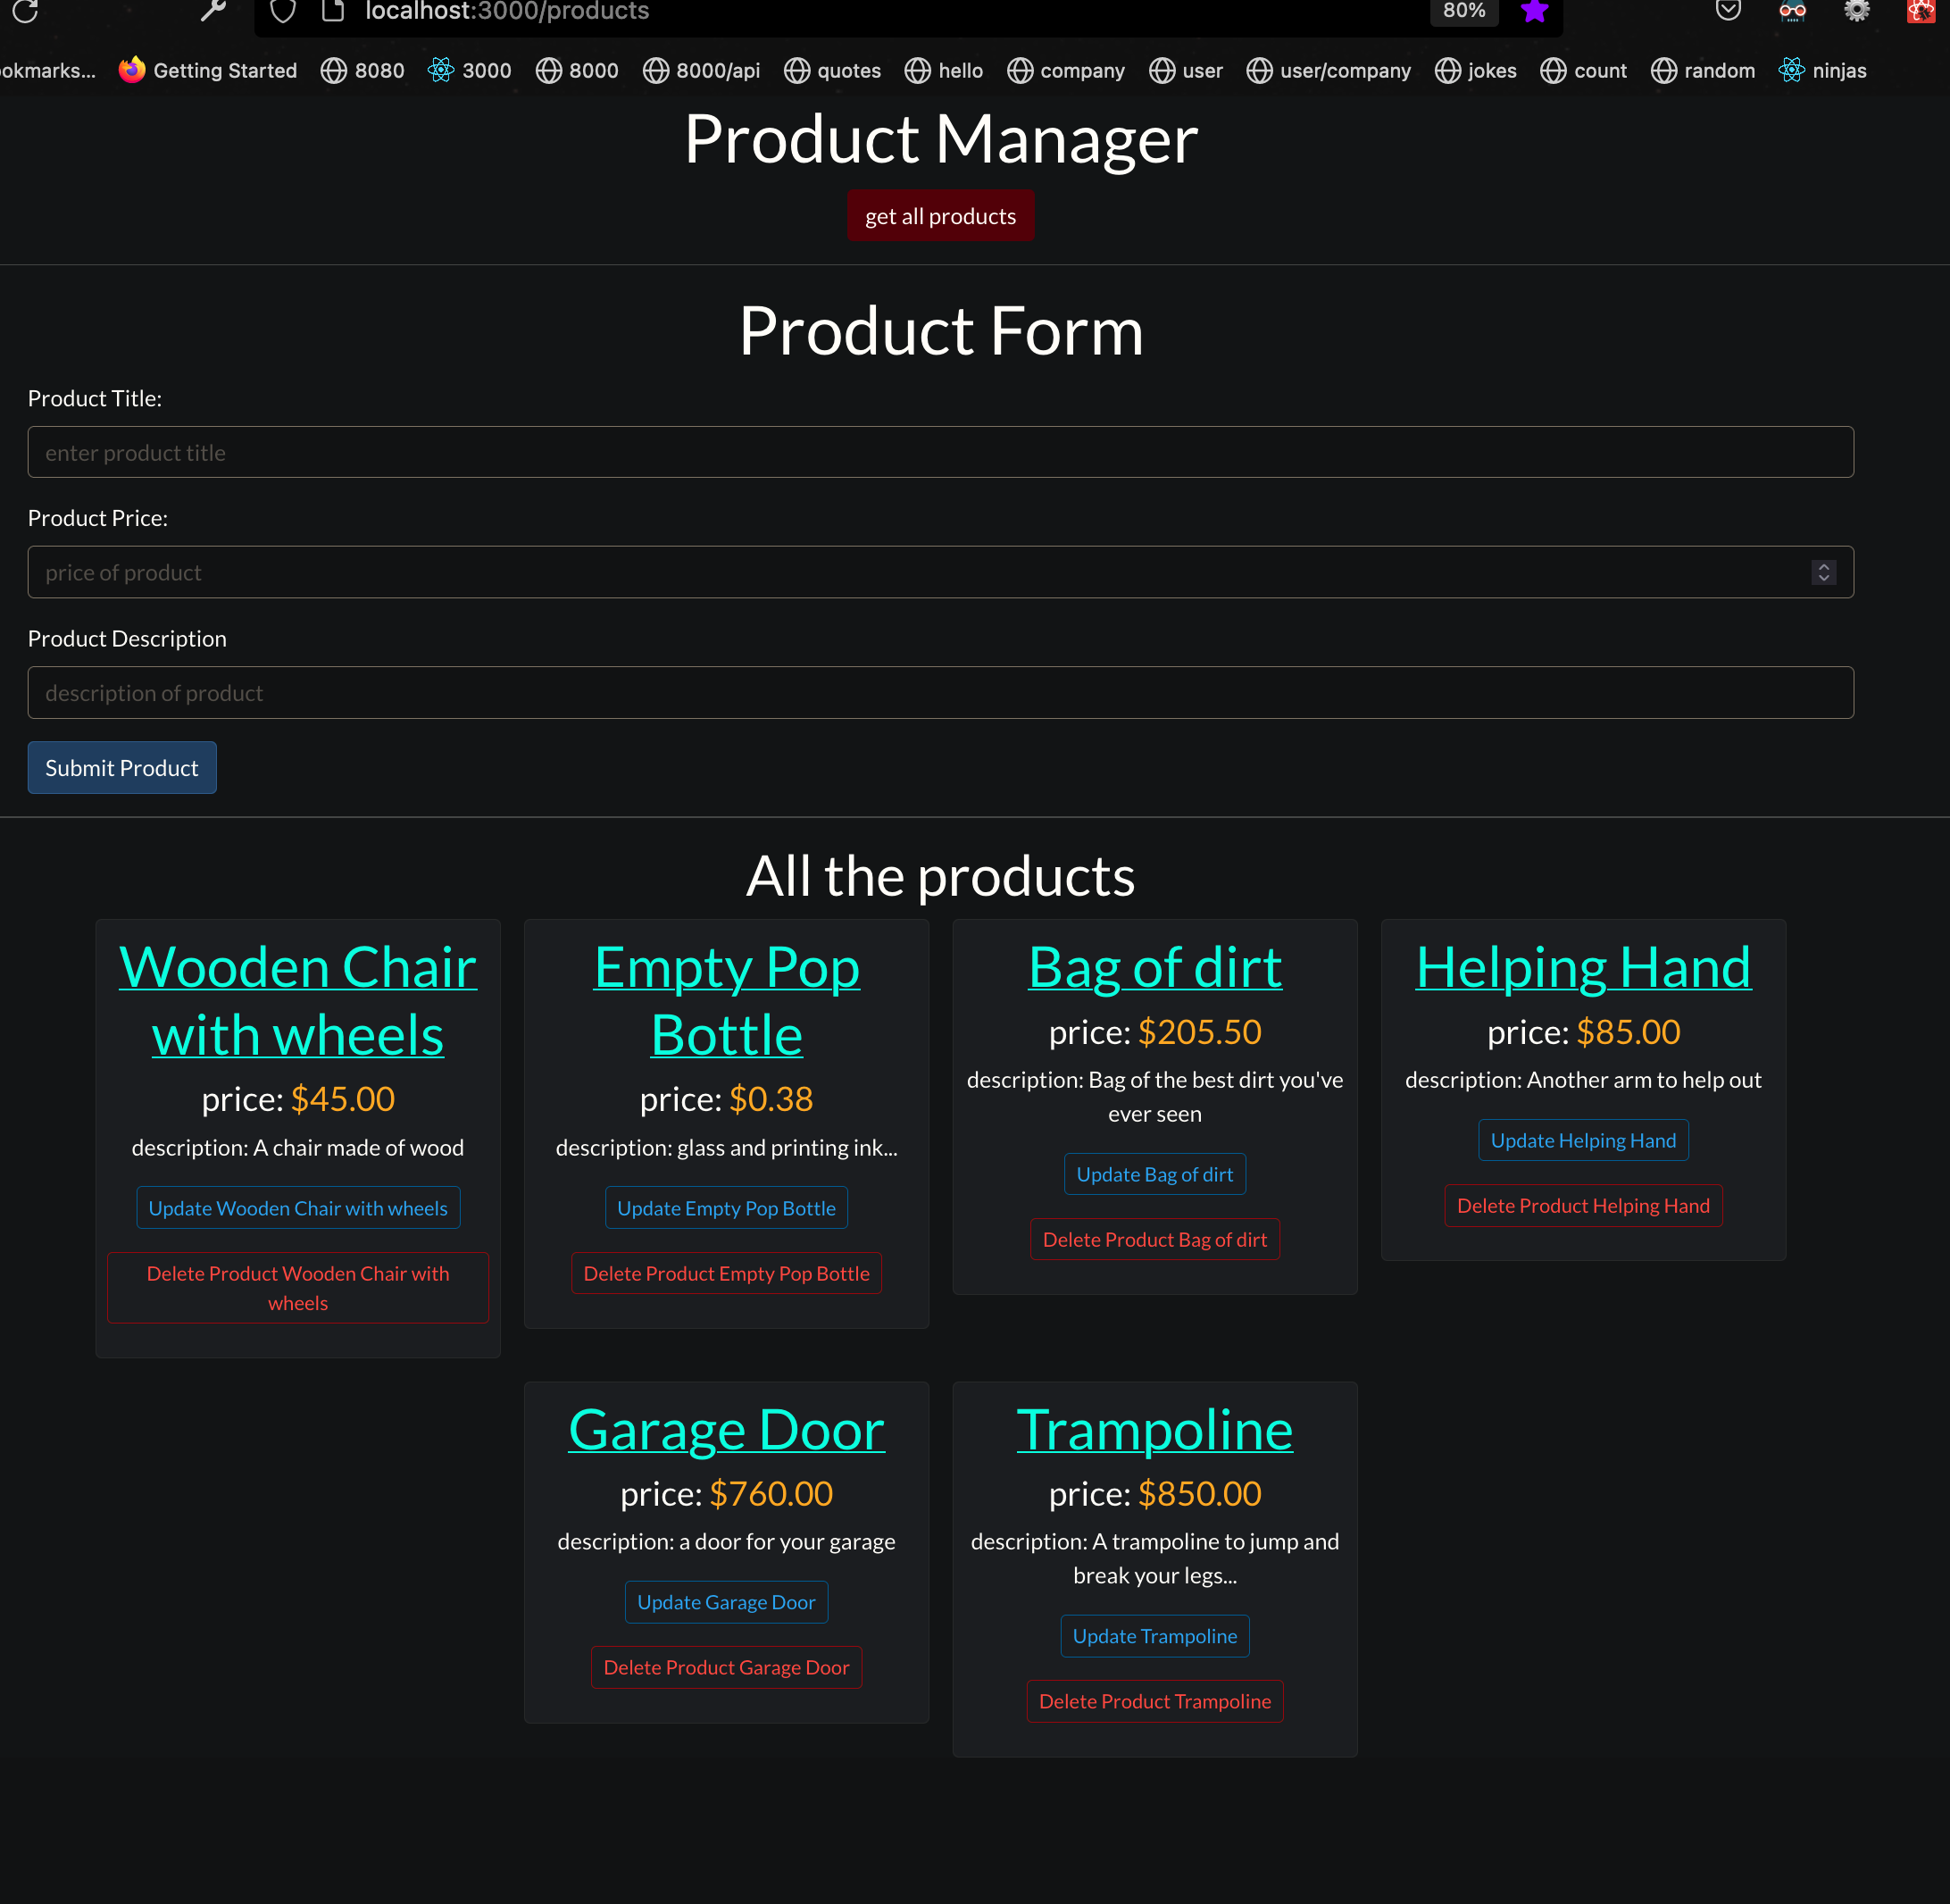 localhost:3000/products
80%
okmarks...
Getting Started
8080
3000
8000
8000/api
quotes
hello
company
user
user/company
jokes
count
random
ninjas
Product Manager
get all products
Product Form
Product Title:
enter product title
Product Price:
price of product
Product Description
description of product
Submit Product
All the products
Wooden Chair
with wheels
price: $45.00
description: A chair made of wood
Update Wooden Chair with wheels
Delete Product Wooden Chair with
wheels
Empty Pop
Bottle
price: $0.38
description: glass and printing ink...
Update Empty Pop Bottle
Delete Product Empty Pop Bottle
Bag of dirt
price: $205.50
description: Bag of the best dirt you've
ever seen
Update Bag of dirt
Delete Product Bag of dirt
Helping Hand
price: $85.00
description: Another arm to help out
Update Helping Hand
Delete Product Helping Hand
Garage Door
price: $760.00
description: a door for your garage
Update Garage Door
Delete Product Garage Door
Trampoline
price: $850.00
description: A trampoline to jump and
break your legs...
Update Trampoline
Delete Product Trampoline